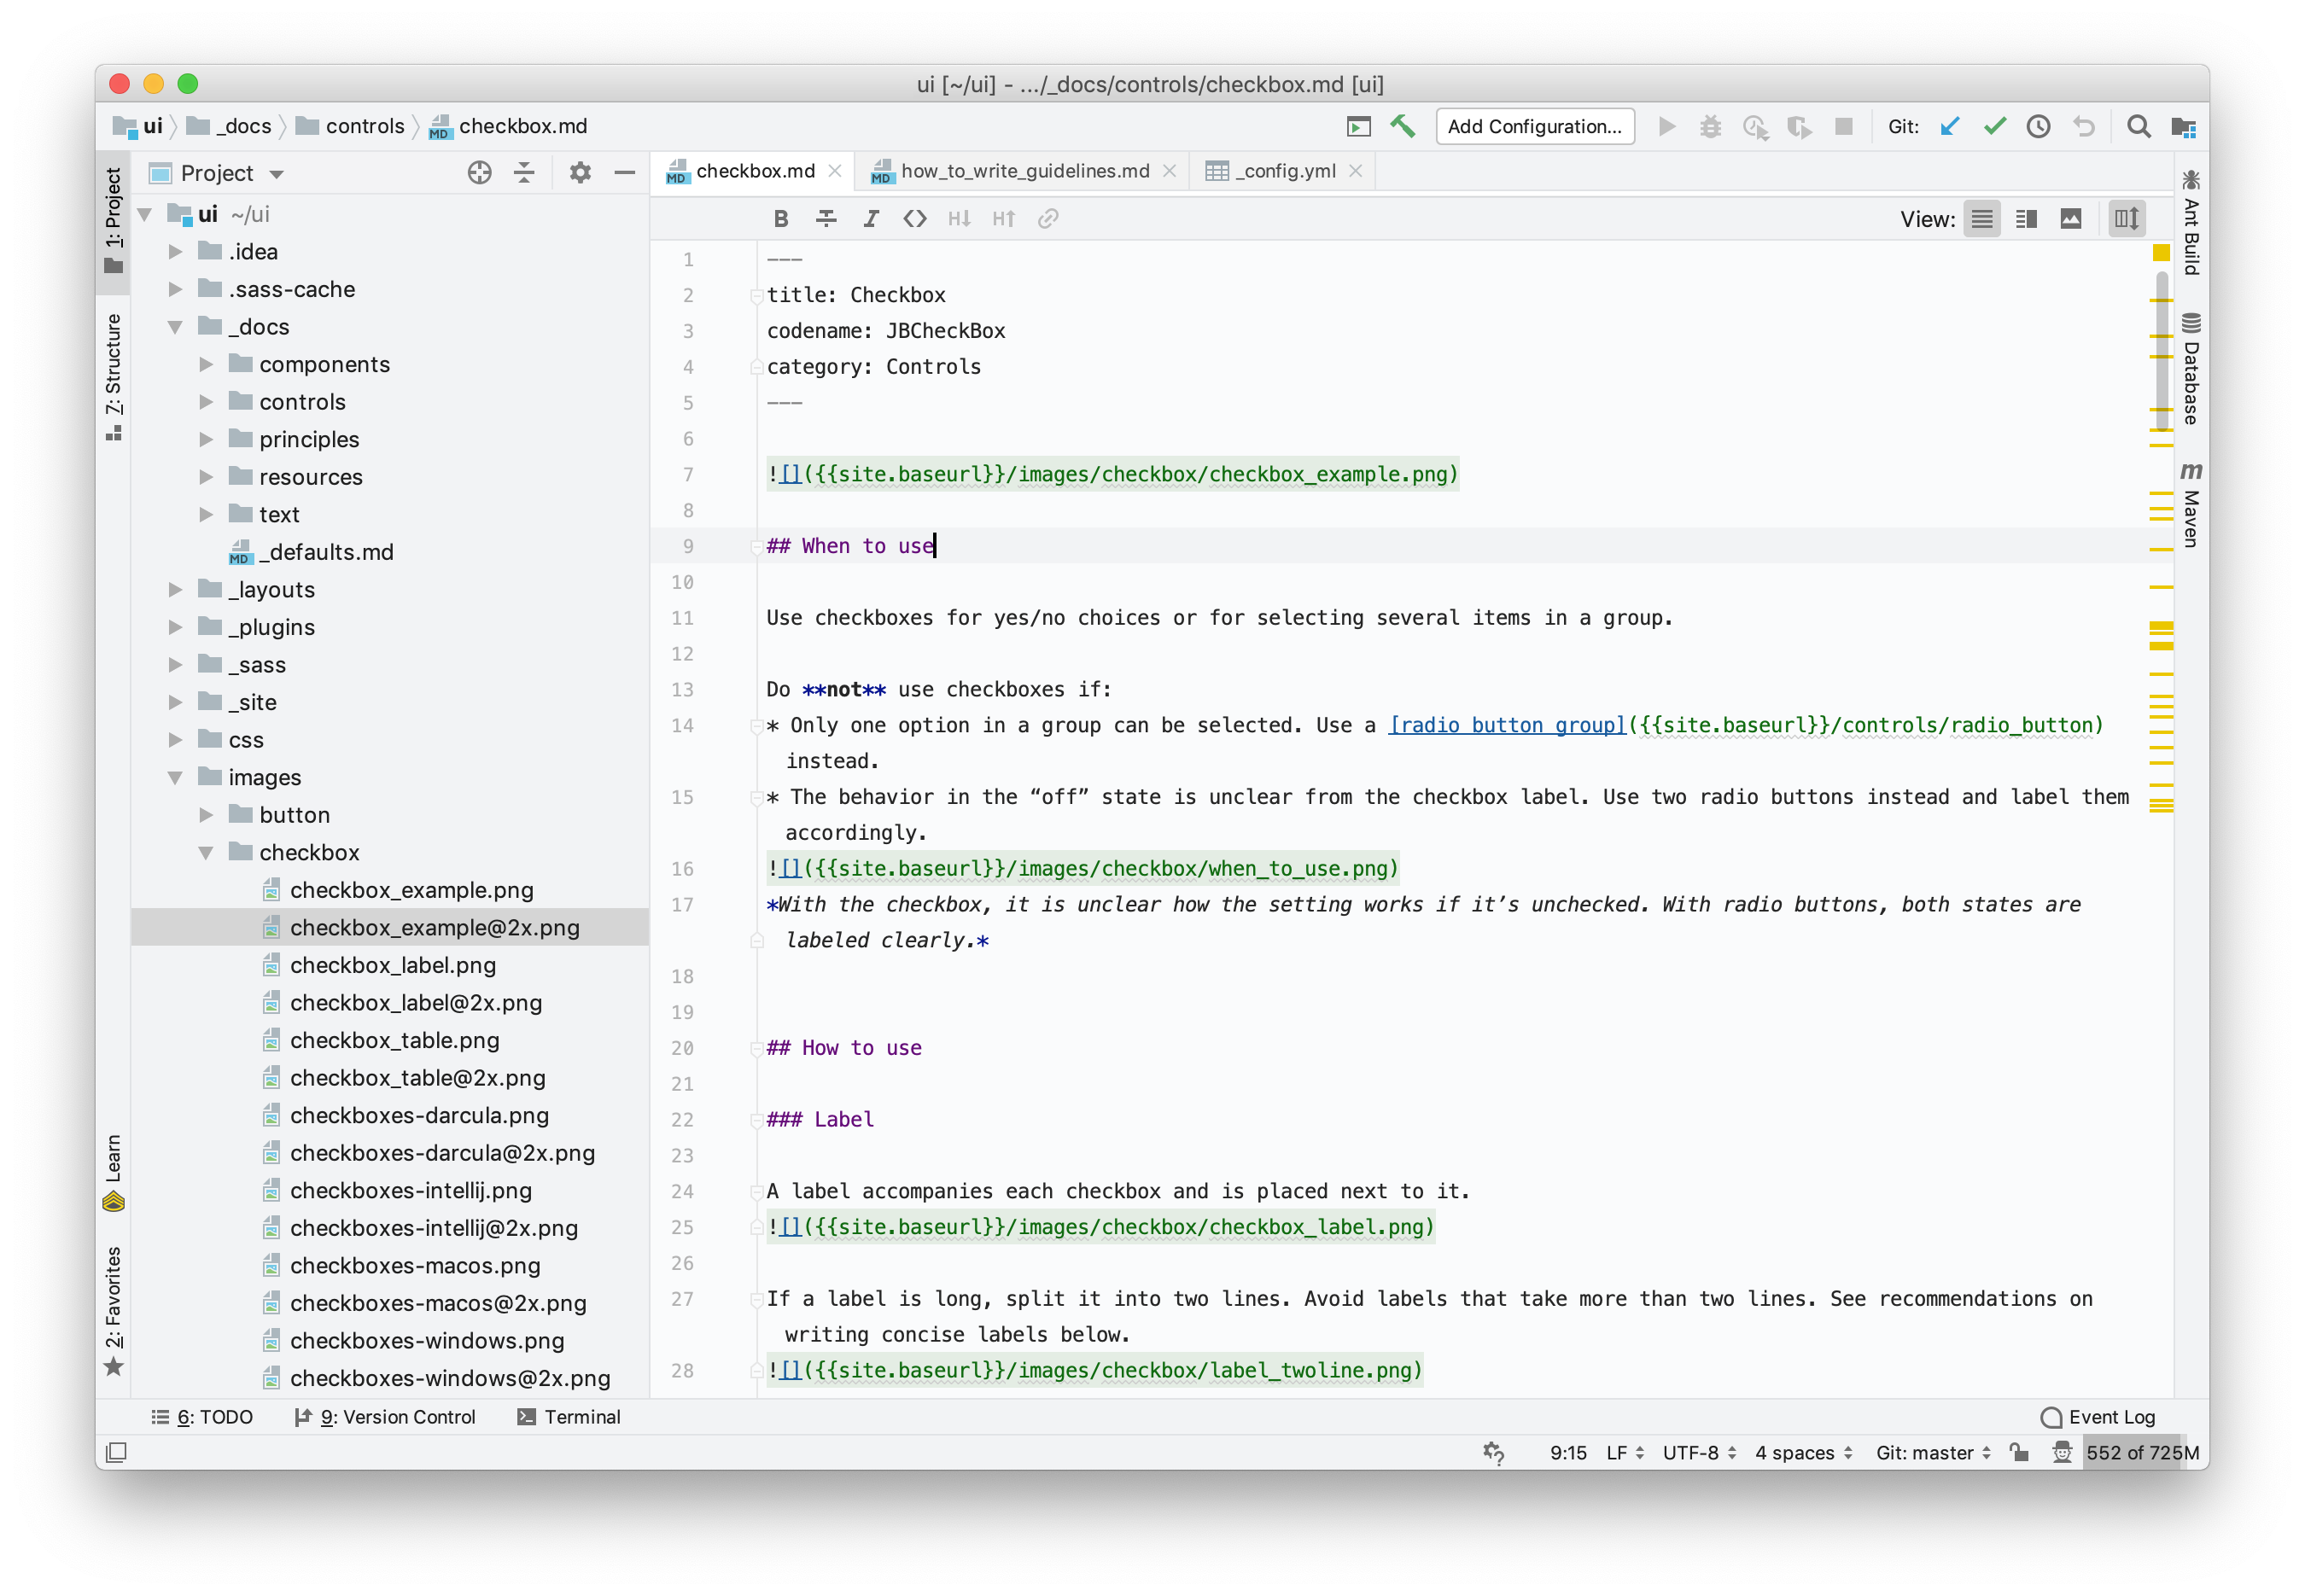 ui [~/ui] - .../_docs/controls/checkbox.md [ui]
ui
_docs
controls
MD
checkbox.md
Add Configuration...
Git:
1: Project
7: Structure
Learn
2: Favorites
Project
ui ~/ui
.idea
.sass-cache
_docs
components
controls
principles
resources
text
MD _defaults.md
_layouts
_plugins
_sass
_site
css
images
button
checkbox
checkbox_example.png
checkbox_example@2x.png
checkbox_label.png
checkbox_label@2x.png
checkbox_table.png
checkbox_table@2x.png
checkboxes-darcula.png
checkboxes-darcula@2x.png
checkboxes-intellij.png
checkboxes-intellij@2x.png
checkboxes-macos.png
checkboxes-macos@2x.png
checkboxes-windows.png
checkboxes-windows@2x.png
MD checkbox.md
MD how_to_write_guidelines.md
_config.yml
B I <> H↓ H↑
View:
1 ---
2 title: Checkbox
3 codename: JBCheckBox
4 category: Controls
5 ---
6
7 ![]({{site.baseurl}}/images/checkbox/checkbox_example.png)
8
9 ## When to use
10
11 Use checkboxes for yes/no choices or for selecting several items in a group.
12
13 Do **not** use checkboxes if:
14 * Only one option in a group can be selected. Use a [radio button group]({{site.baseurl}}/controls/radio_button)
instead.
15 * The behavior in the “off” state is unclear from the checkbox label. Use two radio buttons instead and label them
accordingly.
16 ![]({{site.baseurl}}/images/checkbox/when_to_use.png)
17 *With the checkbox, it is unclear how the setting works if it’s unchecked. With radio buttons, both states are
labeled clearly.*
18
19
20 ## How to use
21
22 ### Label
23
24 A label accompanies each checkbox and is placed next to it.
25 ![]({{site.baseurl}}/images/checkbox/checkbox_label.png)
26
27 If a label is long, split it into two lines. Avoid labels that take more than two lines. See recommendations on
writing concise labels below.
28 ![]({{site.baseurl}}/images/checkbox/label_twoline.png)
Ant Build
Database
m
Maven
6: TODO
9: Version Control
Terminal
Event Log
9:15
LF
UTF-8
4 spaces
Git: master
552 of 725M